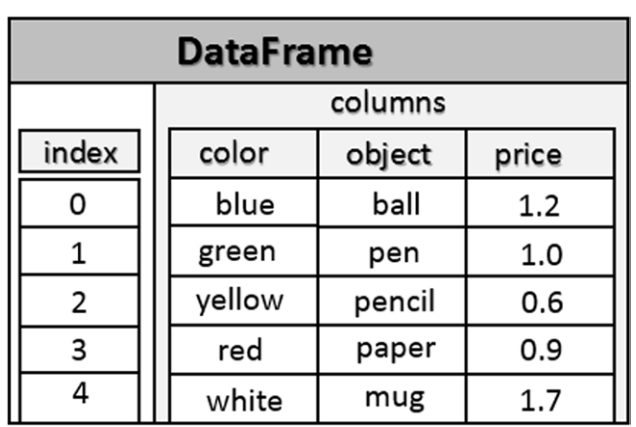 DataFrame
columns
index color object price
0 blue ball 1.2
1 green pen 1.0
2 yellow pencil 0.6
3 red paper 0.9
4 white mug 1.7